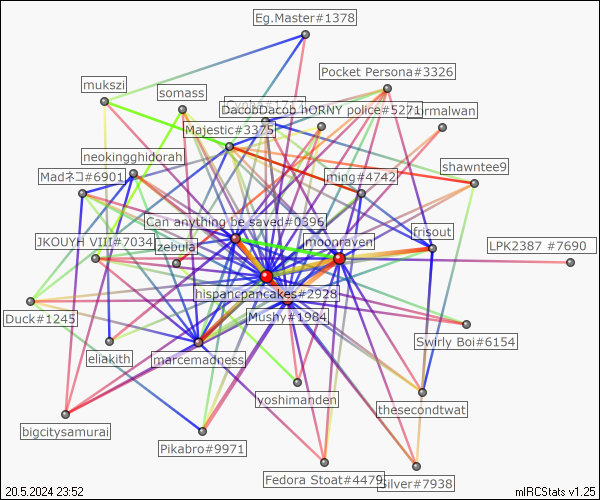 Eg.Master#1378
Pocket Persona#3326
mukszi
somass
DacobDacob hORNY police#5271
Majestic#3375
neokingghidorah
shawntee9
Madネコ#6901
ming#4742
Can anything be saved#0396
frisout
JKOUYH VIII#7034
zebulai
moonraven
LPK2387 #7690
hispancpancakes#2928
Duck#1245
Mushy#1984
Swirly Boi#6154
eliakith
marcemadness
yoshimanden
thesecondtwat
bigcitysamurai
Pikabro#9971
Fedora Stoat#4479
Silver#7938
20.5.2024 23:52
mIRCStats v1.25